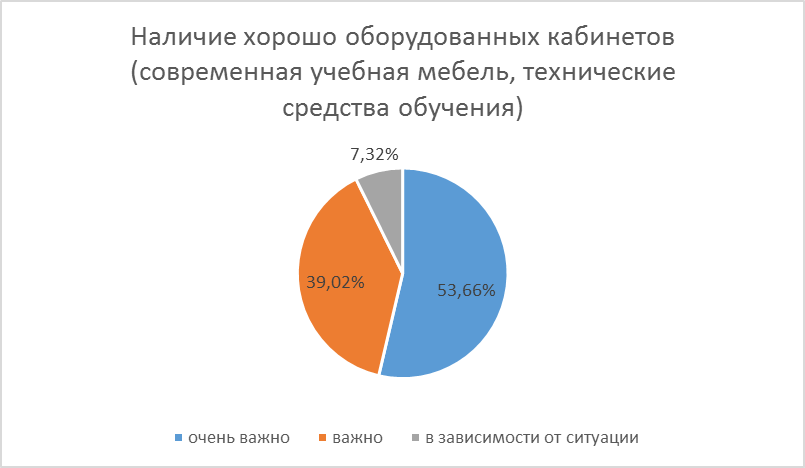 Наличие хорошо оборудованных кабинетов
(современная учебная мебель, технические
средства обучения)
7,32%
39,02%
53,66%
очень важно
важно
в зависимости от ситуации